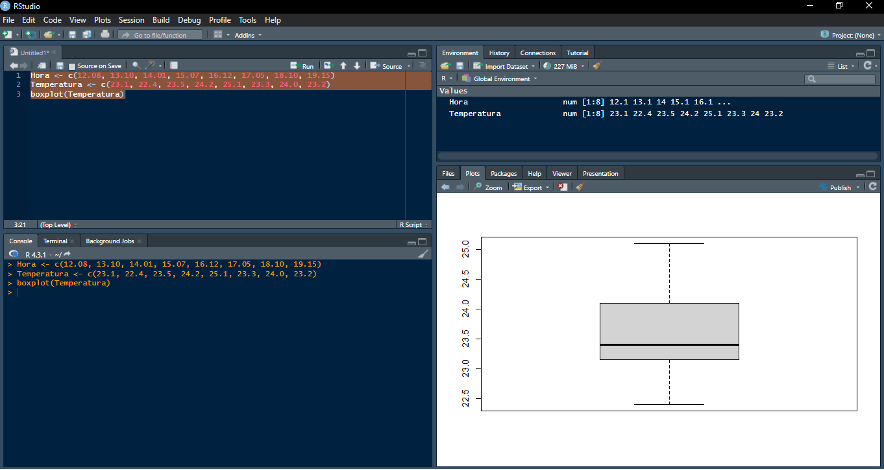 RStudio
File Edit Code View Plots Session Build Debug Profile Tools Help
Go to file/function Addins Project: (None)
Untitled1*
Source on Save Run Source
1 Hora <- c(12.08, 13.10, 14.01, 15.07, 16.12, 17.05, 18.10, 19.15)
2 Temperatura <- c(23.1, 22.4, 23.5, 24.2, 25.1, 23.3, 24.0, 23.2)
3 boxplot(Temperatura)
3:21 (Top Level) R Script
Console Terminal Background Jobs
R 4.3.1 · ~/
> Hora <- c(12.08, 13.10, 14.01, 15.07, 16.12, 17.05, 18.10, 19.15)
> Temperatura <- c(23.1, 22.4, 23.5, 24.2, 25.1, 23.3, 24.0, 23.2)
> boxplot(Temperatura)
>
Environment History Connections Tutorial
Import Dataset 227 MiB List
R Global Environment
Values
Hora num [1:8] 12.1 13.1 14 15.1 16.1 ...
Temperatura num [1:8] 23.1 22.4 23.5 24.2 25.1 23.3 24 23.2
Files Plots Packages Help Viewer Presentation
Zoom Export Publish
25.0
24.5
24.0
23.5
23.0
22.5